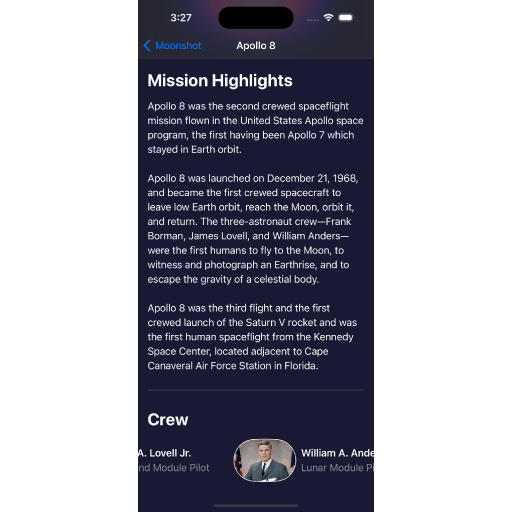 3:27
Moonshot
Apollo 8
Mission Highlights
Apollo 8 was the second crewed spaceflight
mission flown in the United States Apollo space
program, the first having been Apollo 7 which
stayed in Earth orbit.
Apollo 8 was launched on December 21, 1968,
and became the first crewed spacecraft to
leave low Earth orbit, reach the Moon, orbit it,
and return. The three-astronaut crew—Frank
Borman, James Lovell, and William Anders—
were the first humans to fly to the Moon, to
witness and photograph an Earthrise, and to
escape the gravity of a celestial body.
Apollo 8 was the third flight and the first
crewed launch of the Saturn V rocket and was
the first human spaceflight from the Kennedy
Space Center, located adjacent to Cape
Canaveral Air Force Station in Florida.
Crew
A. Lovell Jr.
nd Module Pilot
William A. Ande
Lunar Module Pi